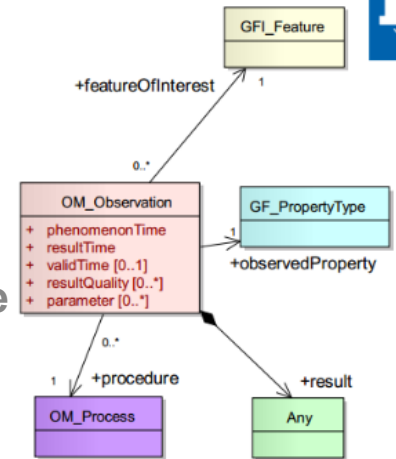 GFI_Feature
+featureOfInterest
1
0..*
OM_Observation
+ phenomenonTime
+ resultTime
+ validTime [0..1]
+ resultQuality [0..*]
+ parameter [0..*]
GF_PropertyType
1
+observedProperty
e
0..*
1
+procedure
+result
OM_Process
Any